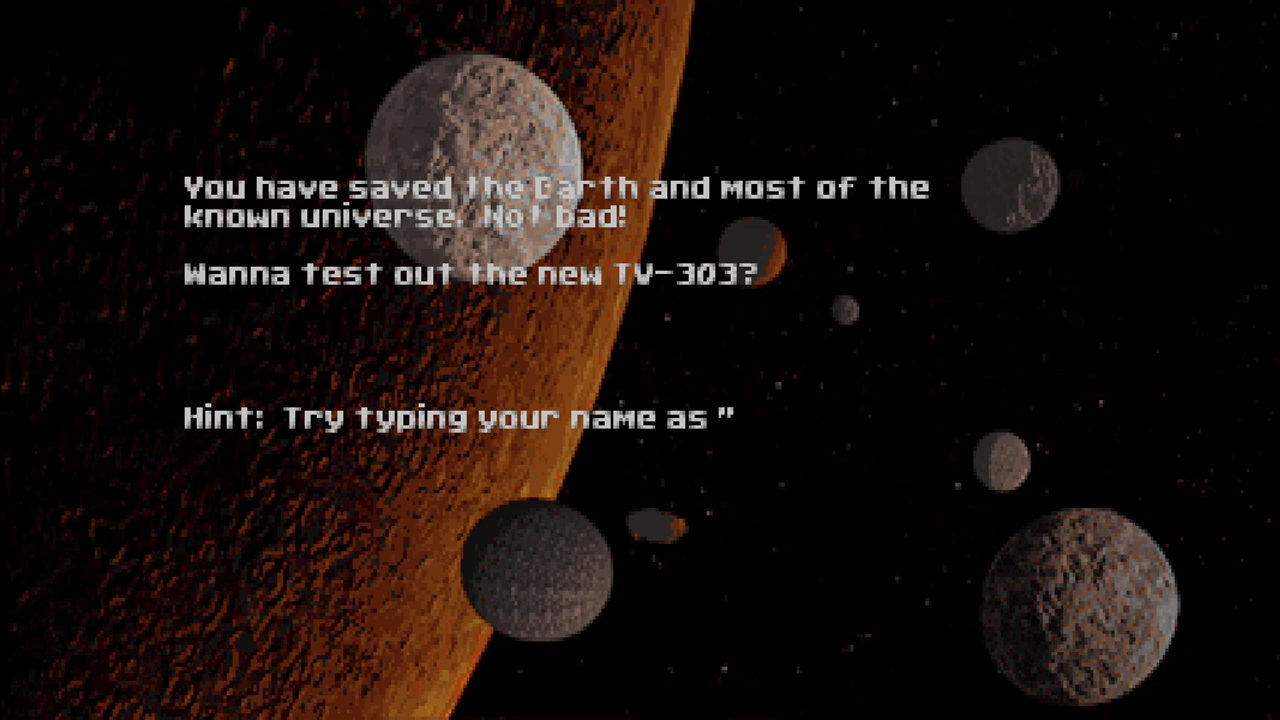 You have saved the Earth and most of the
known universe.  Not bad!
Wanna test out the new TV-303?
Hint:  Try typing your name as "